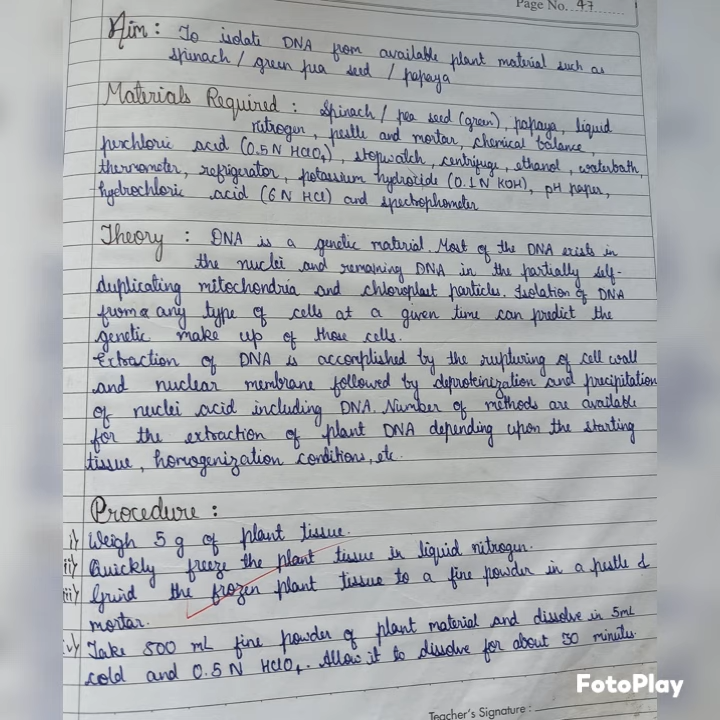 Page No. 47
Aim : To isolate DNA from available plant material such as
spinach / green pea seed / papaya
Materials Required : Spinach / pea seed (green), papaya, liquid
nitrogen, pestle and mortar, chemical balance,
perchloric acid (0.5 N HClO4), stopwatch, centrifuge, ethanol, waterbath,
thermometer, refrigerator, potassium hydroxide (0.1 N KOH), pH paper,
hydrochloric acid (6 N HCl) and spectrophometer
Theory : DNA is a genetic material. Most of the DNA exists in
the nuclei and remaining DNA in the partially self-
duplicating mitochondria and chloroplast particles. Isolation of DNA
from a any type of cells at a given time can predict the
genetic make up of those cells.
Extraction of DNA is accomplished by the rupturing of cell wall
and nuclear membrane followed by deproteinization and precipitation
of nuclei acid including DNA. Number of methods are available
for the extraction of plant DNA depending upon the starting
tissue, homogenization conditions, etc.
Procedure :
i) Weigh 5 g of plant tissue.
ii) Quickly freeze the plant tissue in liquid nitrogen.
iii) Grind the frozen plant tissue to a fine powder in a pestle &
mortar.
iv) Take 500 mL fine powder of plant material and dissolve in 5mL
cold and 0.5 N HClO4. Allow it to dissolve for about 30 minutes.
FotoPlay
Teacher's Signature :